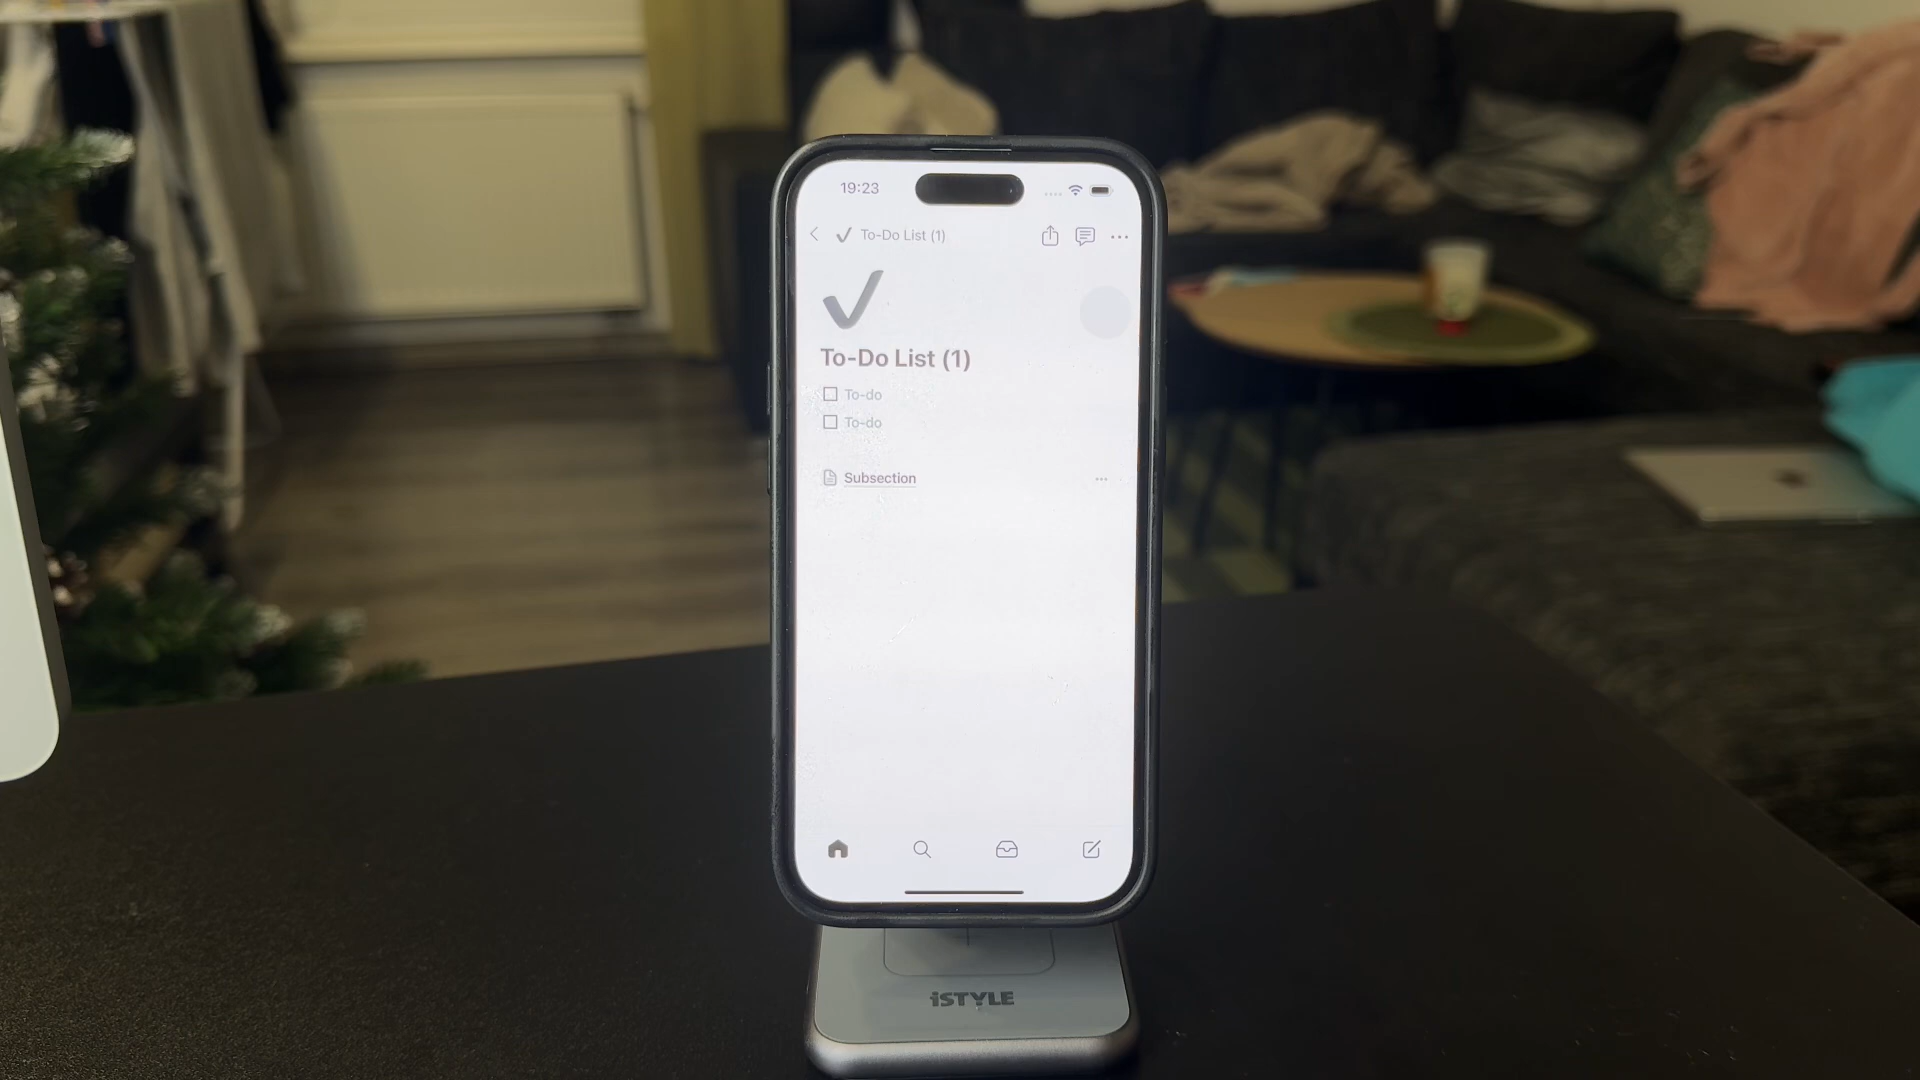 19:23
To-Do List (1)
To-Do List (1)
To-do
To-do
Subsection
iSTYLE